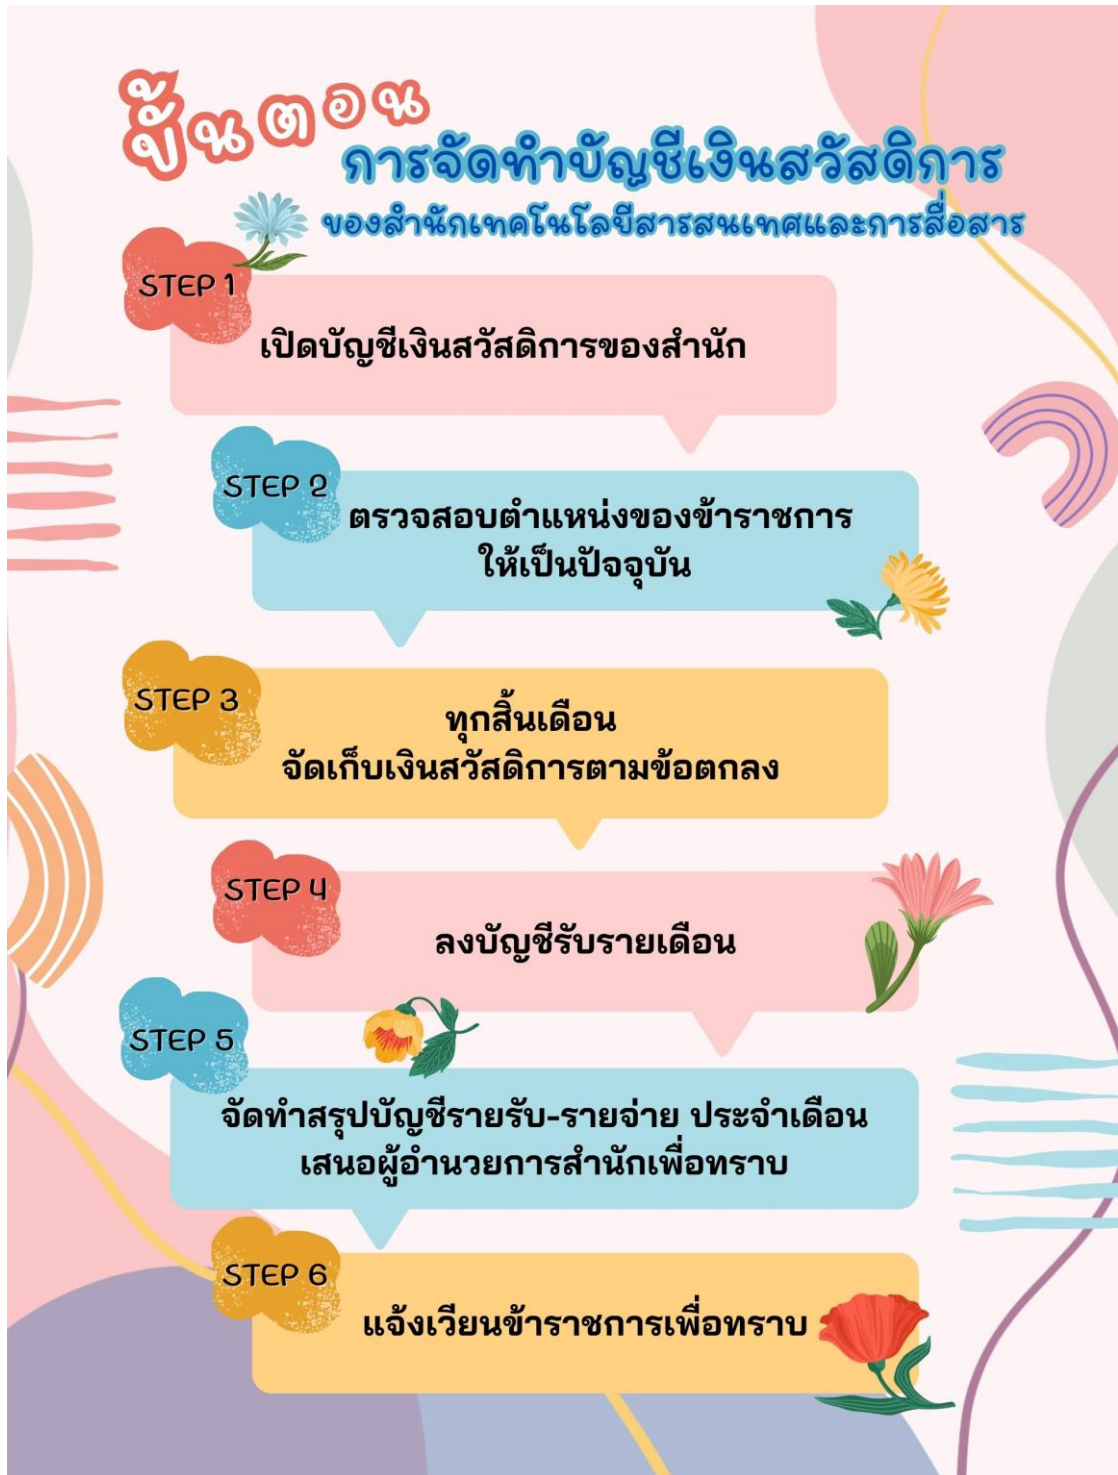 ขั้นตอน
การจัดทำบัญชีเงินสวัสดิการ
ของสำนักเทคโนโลยีสารสนเทศและการสื่อสาร
STEP 1
เปิดบัญชีเงินสวัสดิการของสำนัก
STEP 2
ตรวจสอบตำแหน่งของข้าราชการ
ให้เป็นปัจจุบัน
STEP 3
ทุกสิ้นเดือน
จัดเก็บเงินสวัสดิการตามข้อตกลง
STEP 4
ลงบัญชีรับรายเดือน
STEP 5
จัดทำสรุปบัญชีรายรับ-รายจ่าย ประจำเดือน
เสนอผู้อำนวยการสำนักเพื่อทราบ
STEP 6
แจ้งเวียนข้าราชการเพื่อทราบ